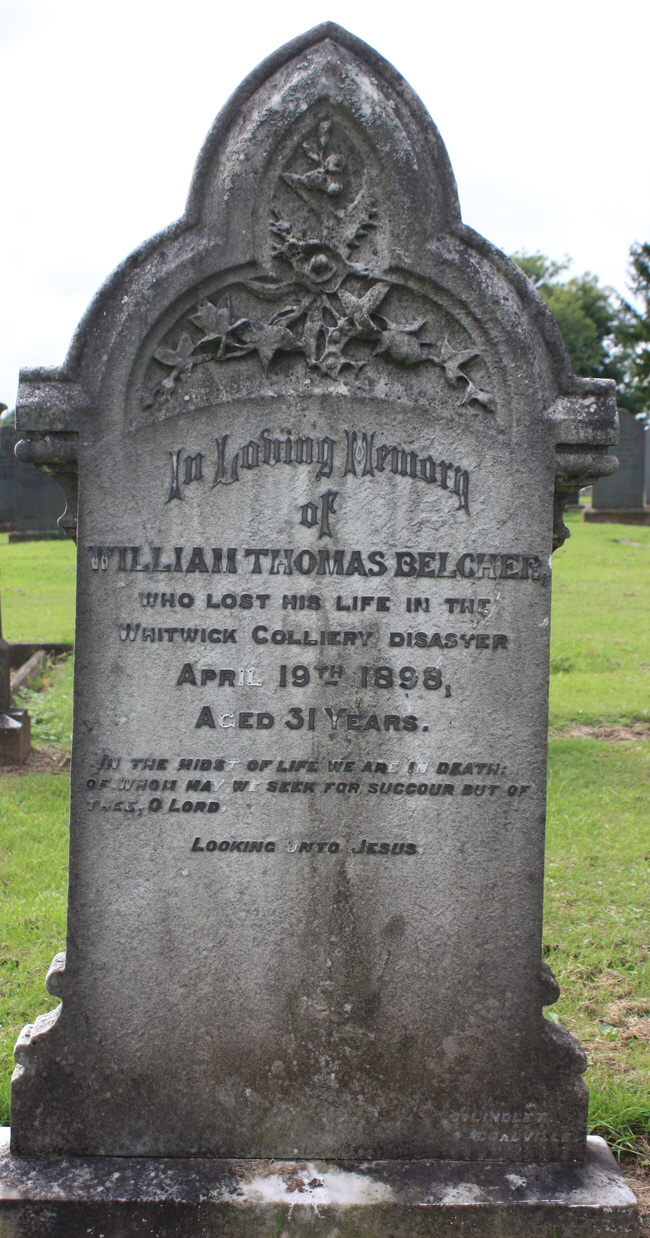 In Loving Memory
of
WILLIAM THOMAS BELCHER,
WHO LOST HIS LIFE IN THE
WHITWICK COLLIERY DISASTER
APRIL 19TH 1898,
AGED 31 YEARS.
IN THE MIDST OF LIFE WE ARE IN DEATH:
OF WHOM MAY WE SEEK FOR SUCCOUR BUT OF
THEE, O LORD.
LOOKING UNTO JESUS.
LINDLEY.
COALVILLE